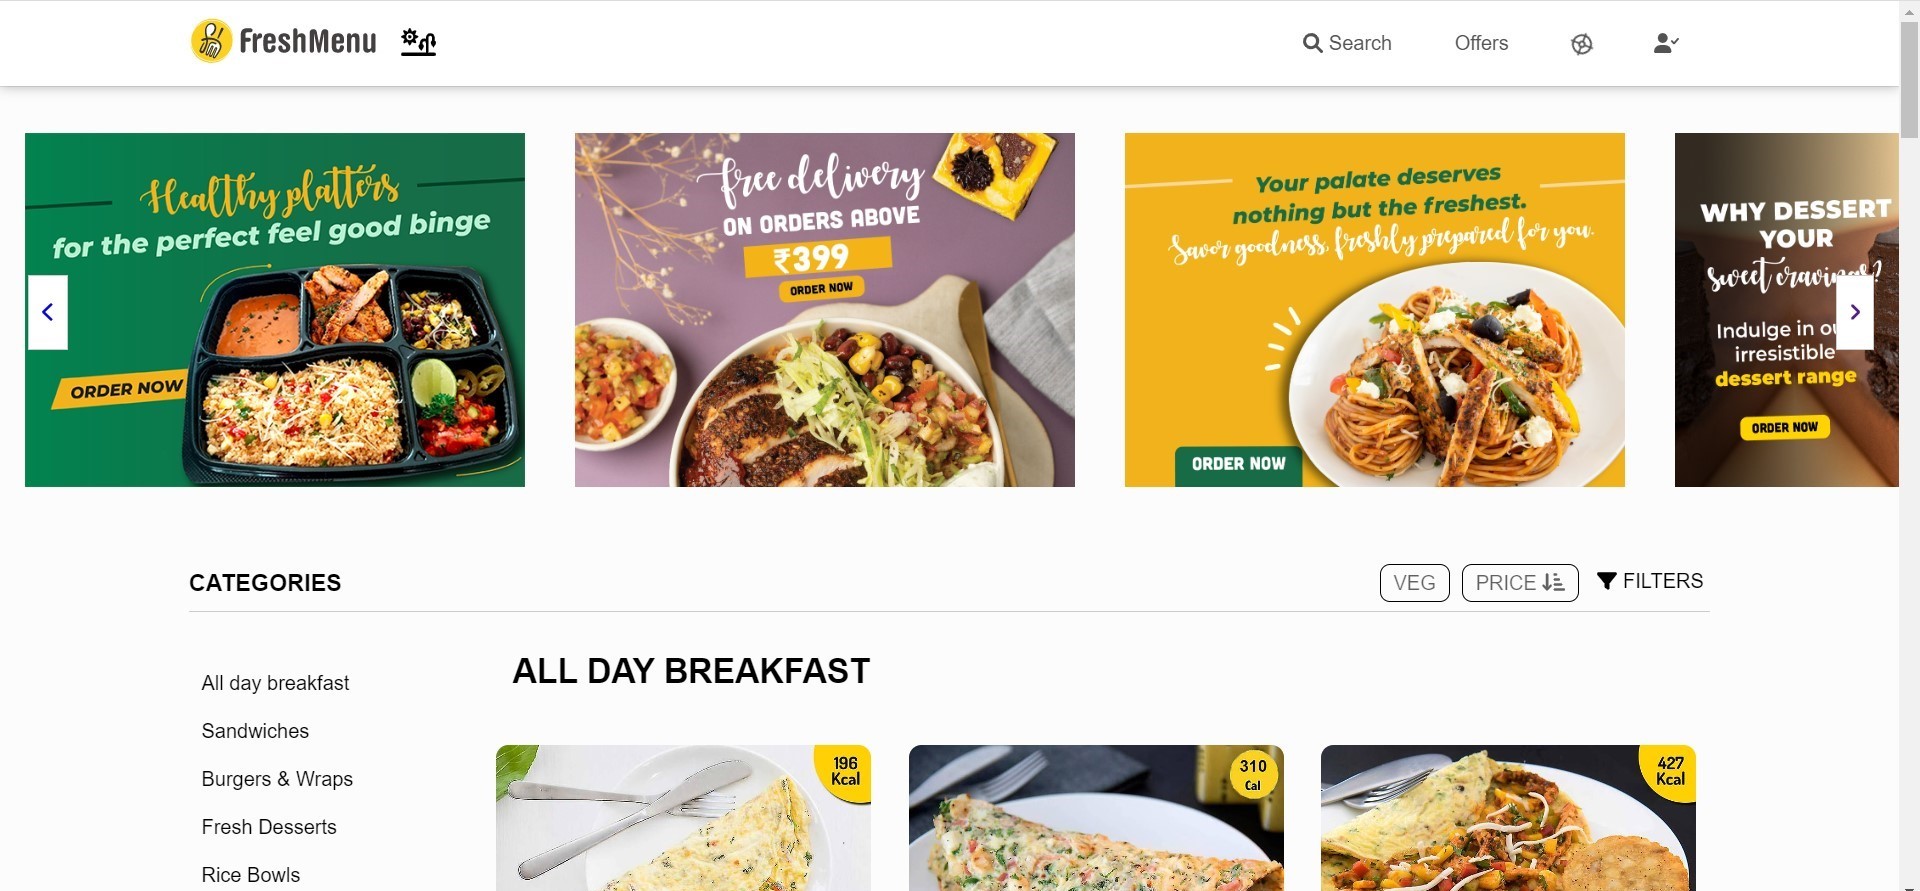 FreshMenu
Search
Offers
Healthy platters
for the perfect feel good binge
ORDER NOW
free delivery
ON ORDERS ABOVE
₹399
ORDER NOW
Your palate deserves
nothing but the freshest.
Savor goodness, freshly prepared for you.
ORDER NOW
WHY DESSERT
YOUR
sweet cravings?
Indulge in our
irresistible
dessert range
ORDER NOW
CATEGORIES
VEG
PRICE
FILTERS
All day breakfast
Sandwiches
Burgers & Wraps
Fresh Desserts
Rice Bowls
ALL DAY BREAKFAST
196
Kcal
310
Cal
427
Kcal